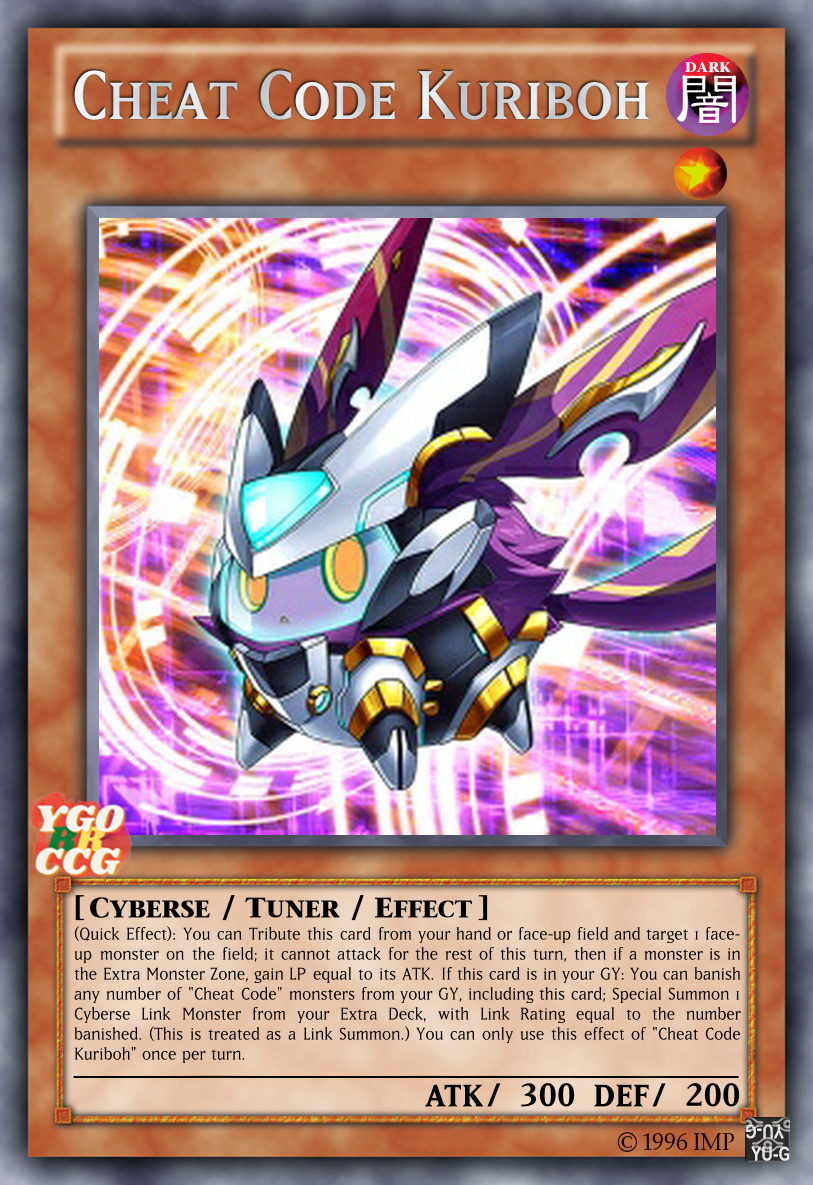 Cheat Code Kuriboh
DARK
闇
YGO
RR
CCG
[ Cyberse / Tuner / Effect ]
(Quick Effect): You can Tribute this card from your hand or face-up field and target 1 face-
up monster on the field; it cannot attack for the rest of this turn, then if a monster is in
the Extra Monster Zone, gain LP equal to its ATK. If this card is in your GY: You can banish
any number of "Cheat Code" monsters from your GY, including this card; Special Summon 1
Cyberse Link Monster from your Extra Deck, with Link Rating equal to the number
banished. (This is treated as a Link Summon.) You can only use this effect of "Cheat Code
Kuriboh" once per turn.
ATK/ 300 DEF/ 200
© 1996 IMP
YU-G
YU-G